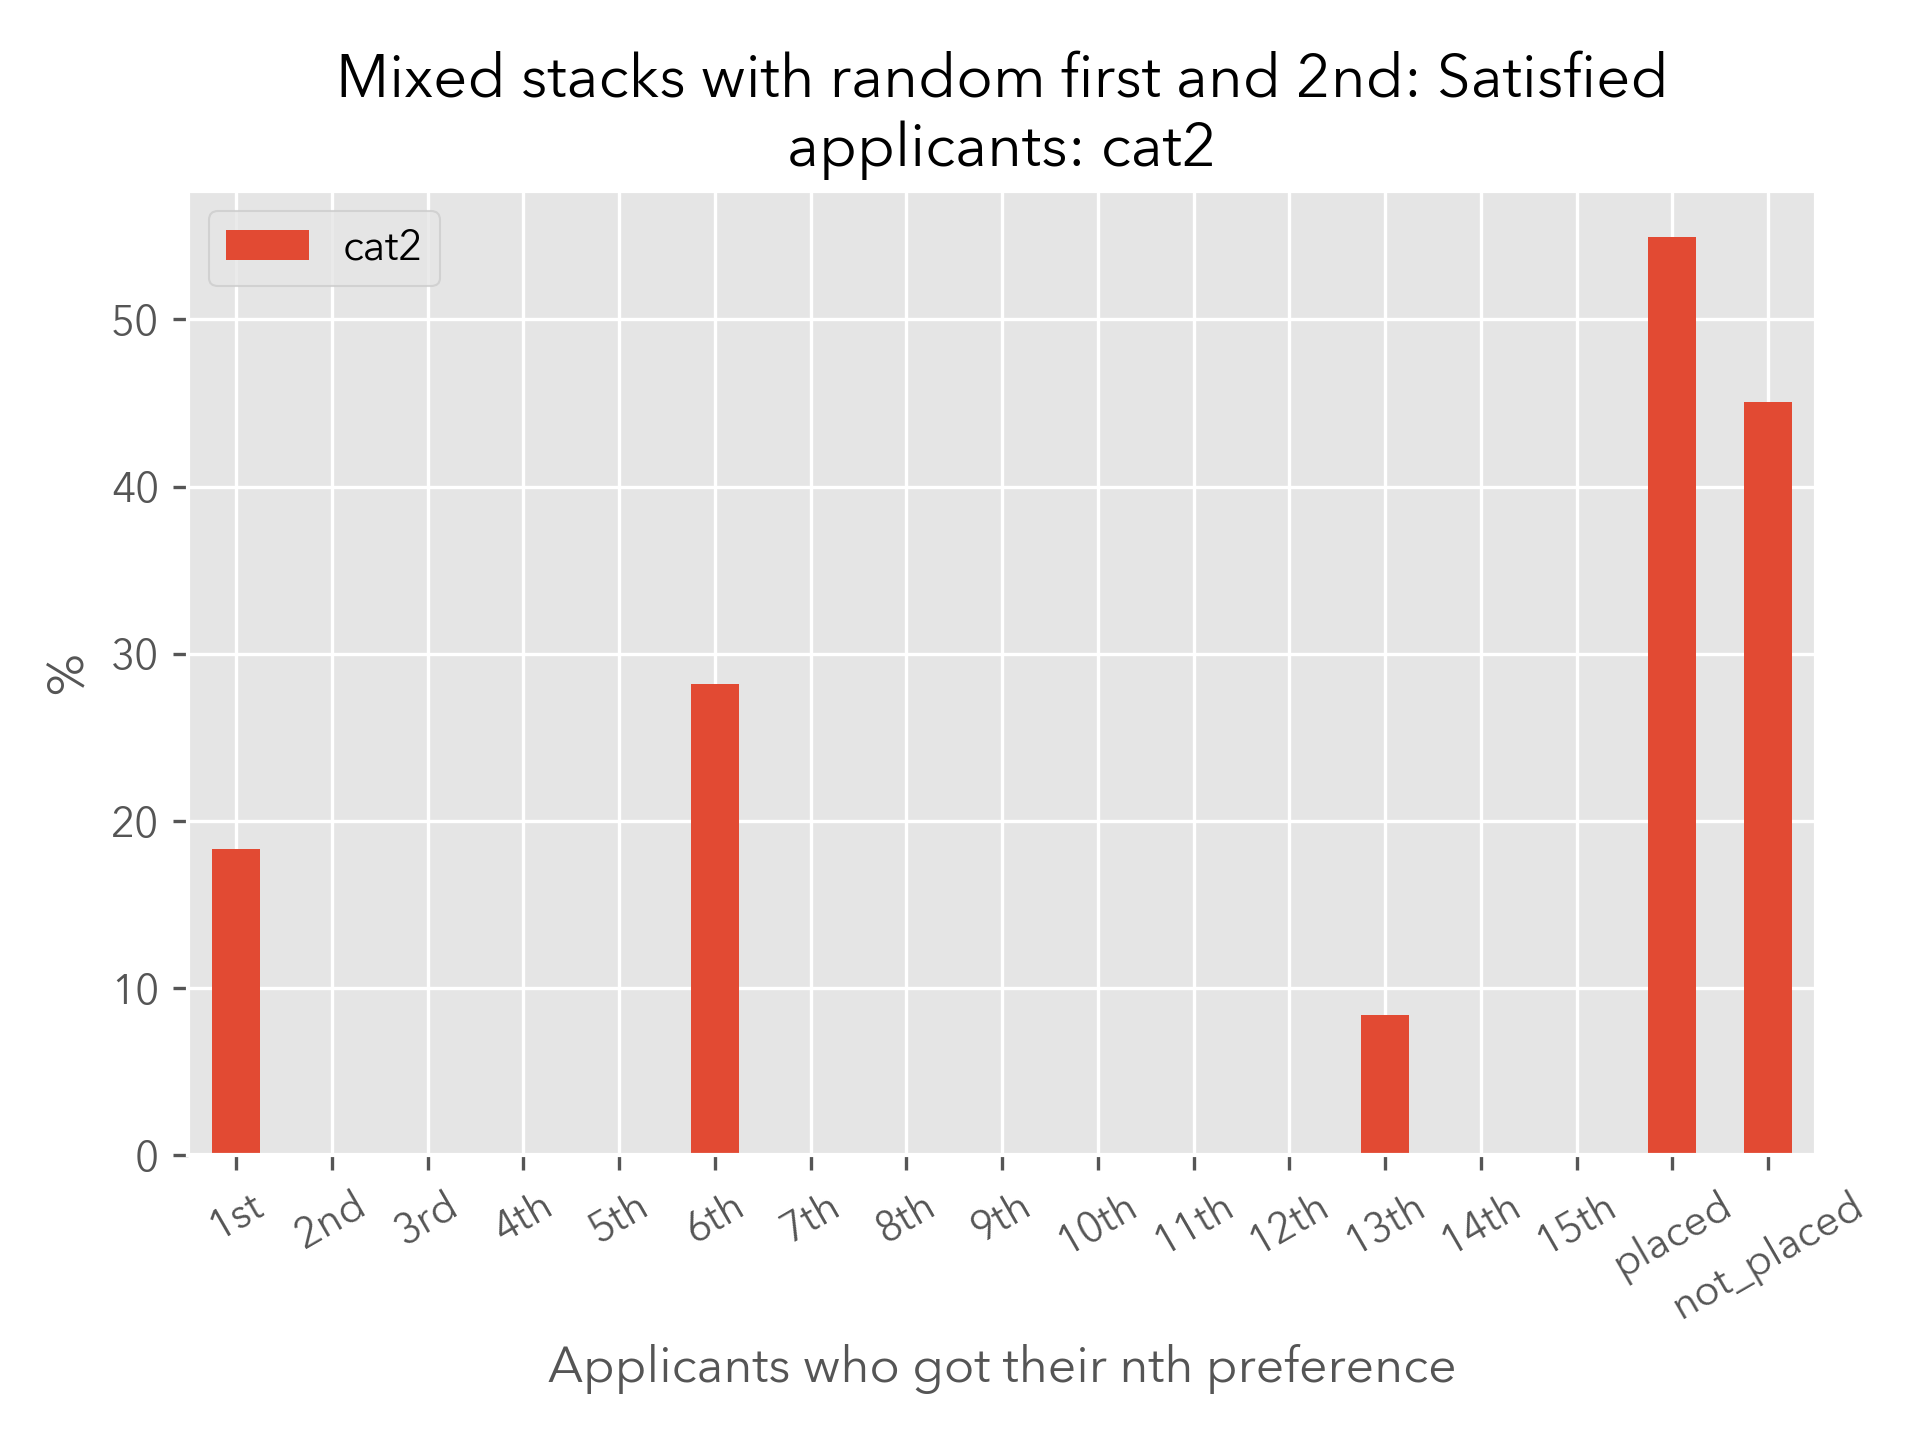 Mixed stacks with random first and 2nd: Satisfied
applicants: cat2
cat2
50
40
30
20
10
0
%
1st 2nd 3rd 4th 5th 6th 7th 8th 9th 10th 11th 12th 13th 14th 15th placed not_placed
Applicants who got their nth preference